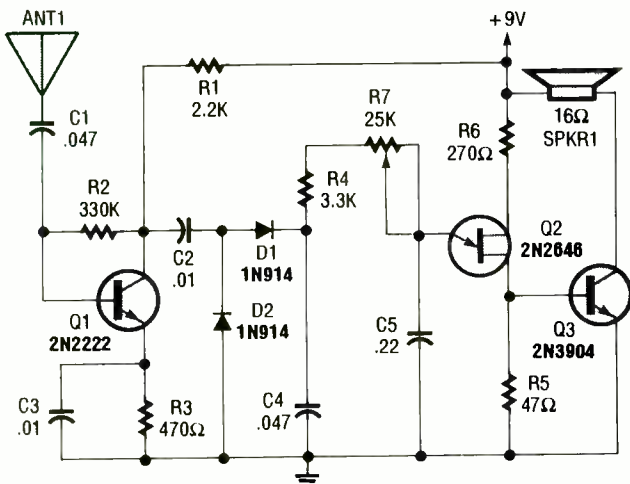 ANT1
+9V
C1
.047
R1
2.2K
R7
25K
16Ω
SPKR1
R6
270Ω
R2
330K
R4
3.3K
C2
.01
D1
1N914
Q2
2N2646
D2
1N914
Q1
2N2222
C5
.22
Q3
2N3904
C3
.01
R3
470Ω
C4
.047
R5
47Ω